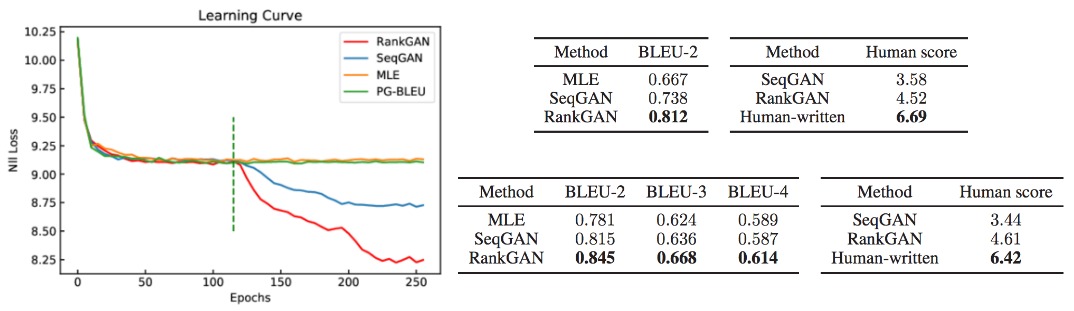 Learning Curve
10.25
10.00
9.75
9.50
9.25
9.00
8.75
8.50
8.25
Nll Loss
0 50 100 150 200 250
Epochs
RankGAN
SeqGAN
MLE
PG-BLEU
Method BLEU-2
MLE 0.667
SeqGAN 0.738
RankGAN 0.812
Method Human score
SeqGAN 3.58
RankGAN 4.52
Human-written 6.69
Method BLEU-2 BLEU-3 BLEU-4
MLE 0.781 0.624 0.589
SeqGAN 0.815 0.636 0.587
RankGAN 0.845 0.668 0.614
Method Human score
SeqGAN 3.44
RankGAN 4.61
Human-written 6.42